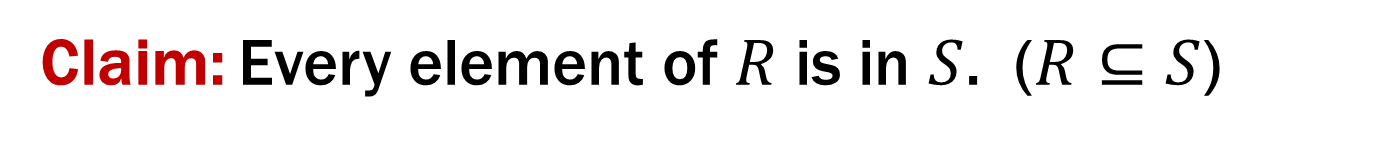 Claim: Every element of 𝑅 is in 𝑆. (𝑅 ⊆ 𝑆)